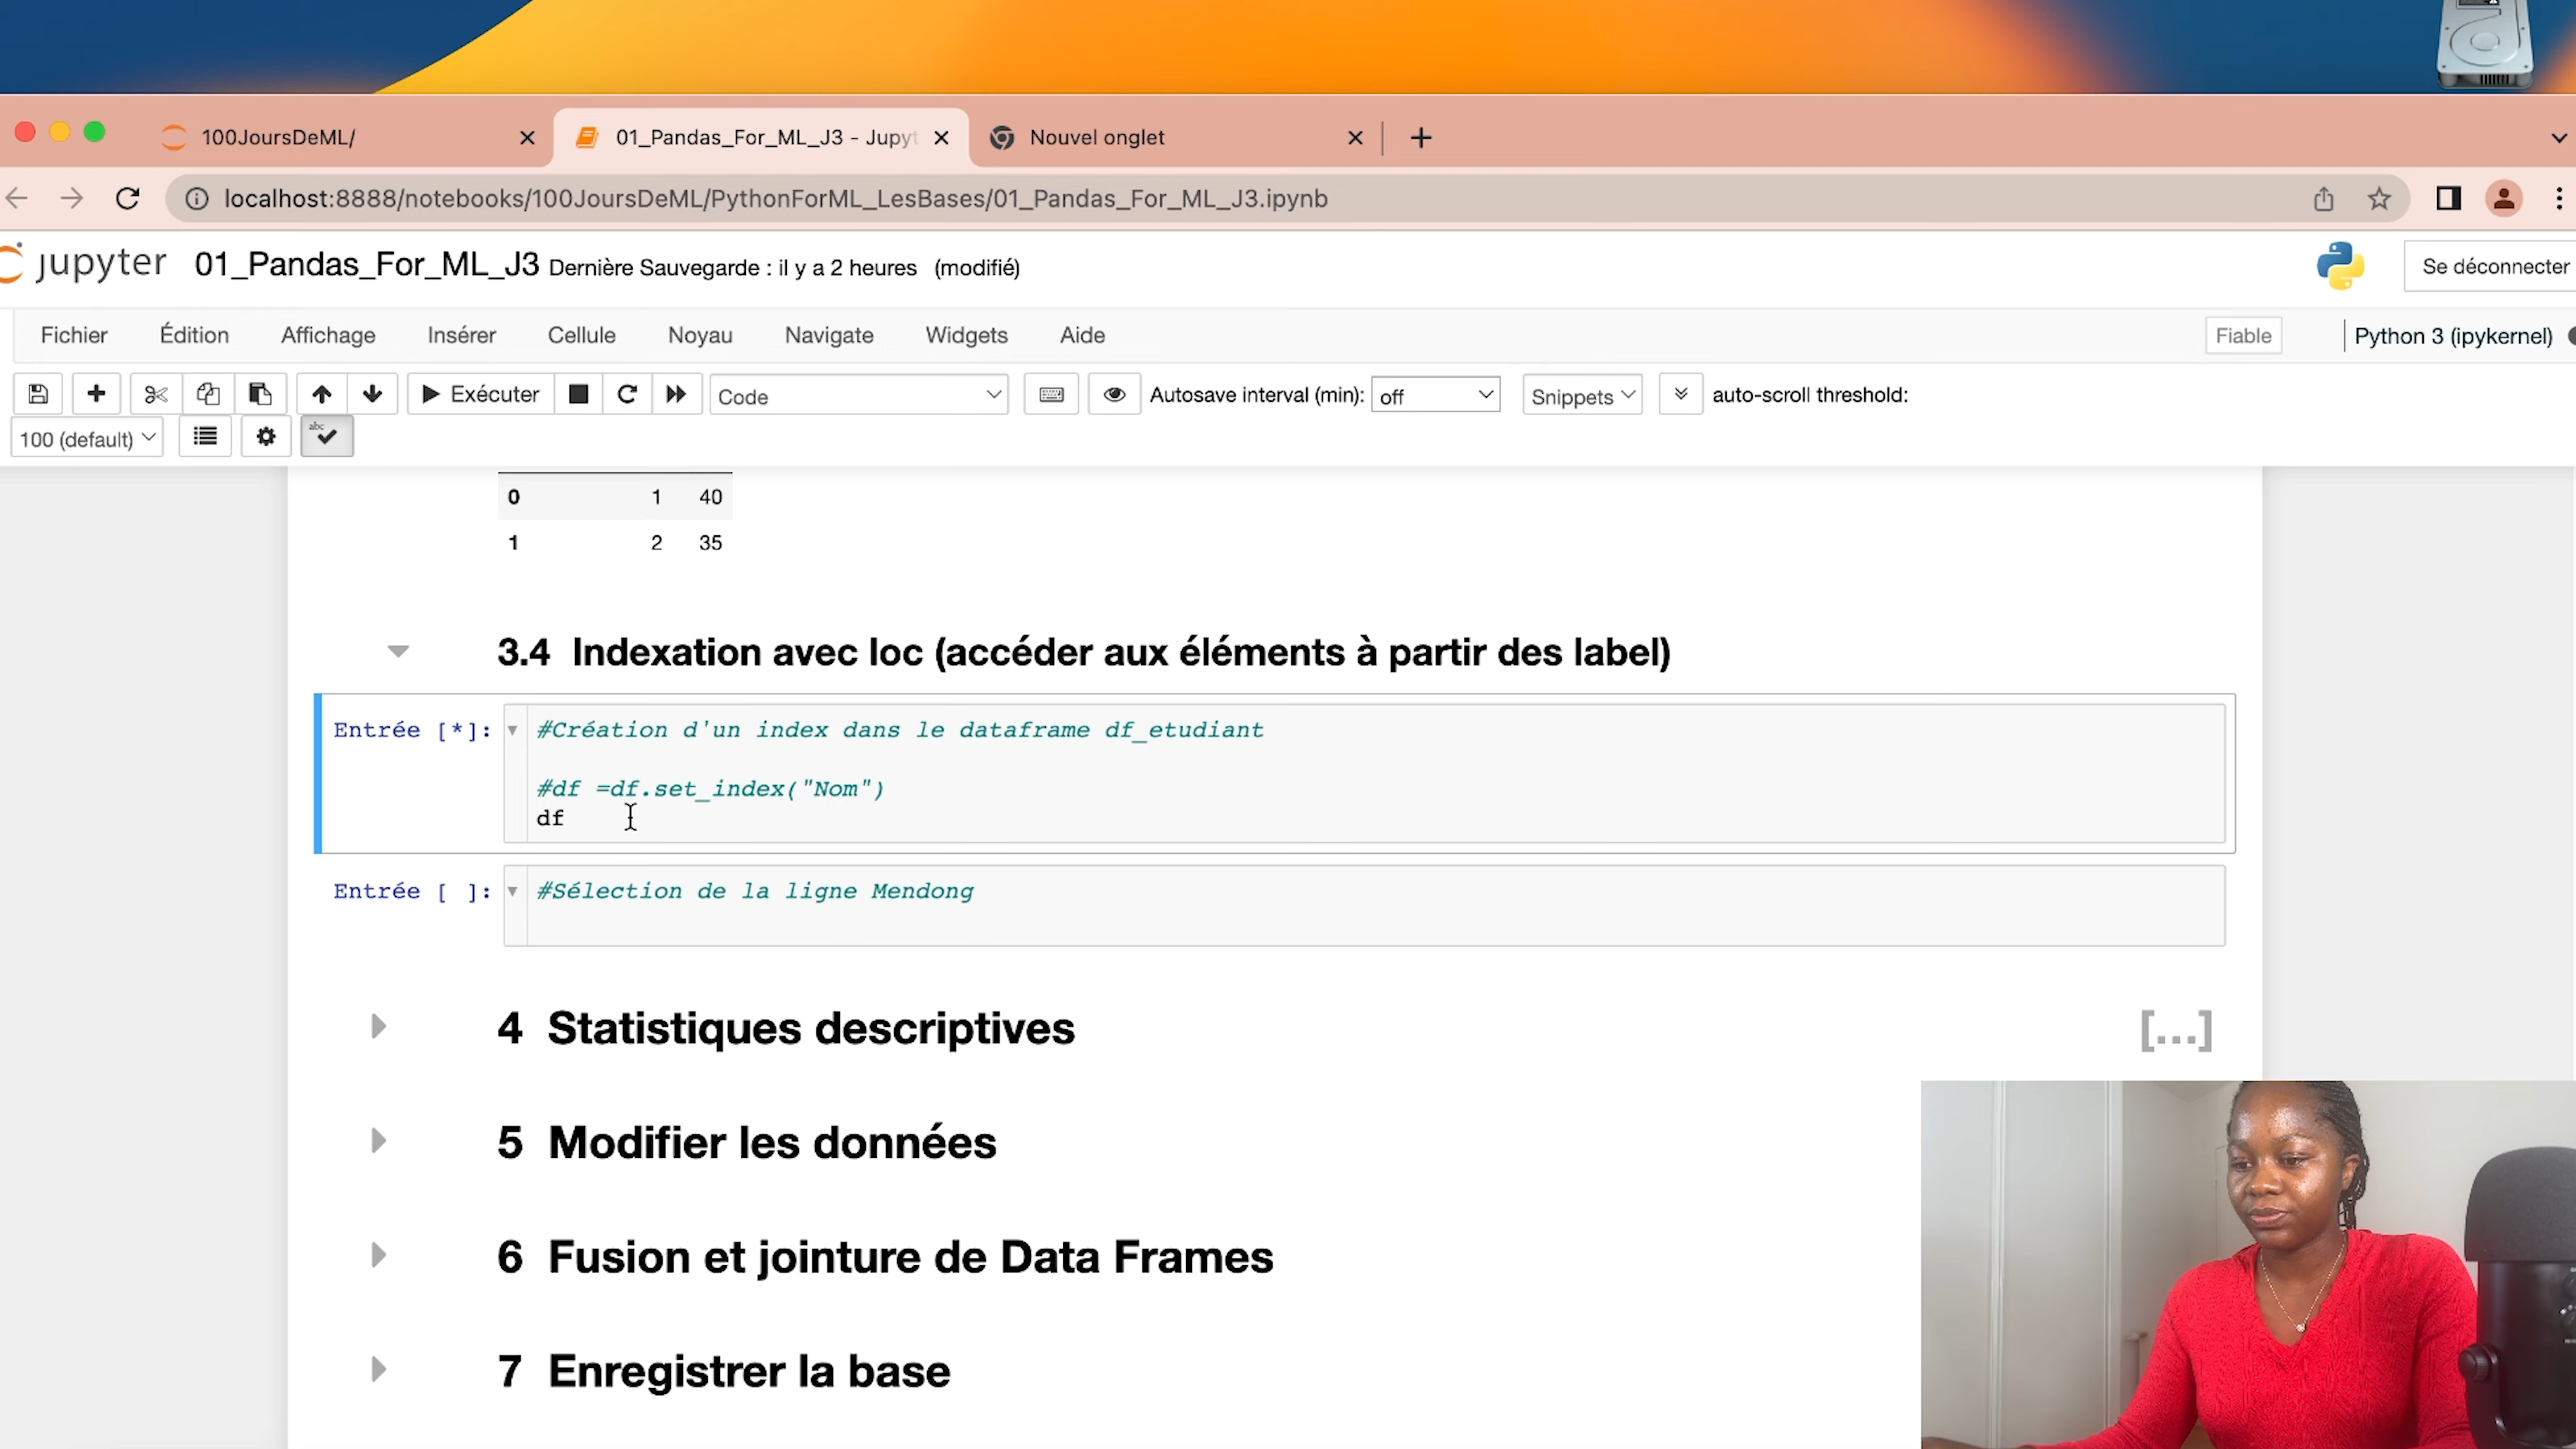 100JoursDeML/
01_Pandas_For_ML_J3 - Jupyt
Nouvel onglet
localhost:8888/notebooks/100JoursDeML/PythonForML_LesBases/01_Pandas_For_ML_J3.ipynb
jupyter 01_Pandas_For_ML_J3 Dernière Sauvegarde : il y a 2 heures (modifié)
Se déconnecter
Fichier Édition Affichage Insérer Cellule Noyau Navigate Widgets Aide
Fiable
Python 3 (ipykernel)
Exécuter Code Autosave interval (min): off Snippets auto-scroll threshold:
100 (default) abc
0 1 40
1 2 35
3.4 Indexation avec loc (accéder aux éléments à partir des label)
Entrée [*]: #Création d'un index dans le dataframe df_etudiant
#df =df.set_index("Nom")
df
Entrée [ ]: #Sélection de la ligne Mendong
4 Statistiques descriptives
[...]
5 Modifier les données
6 Fusion et jointure de Data Frames
7 Enregistrer la base